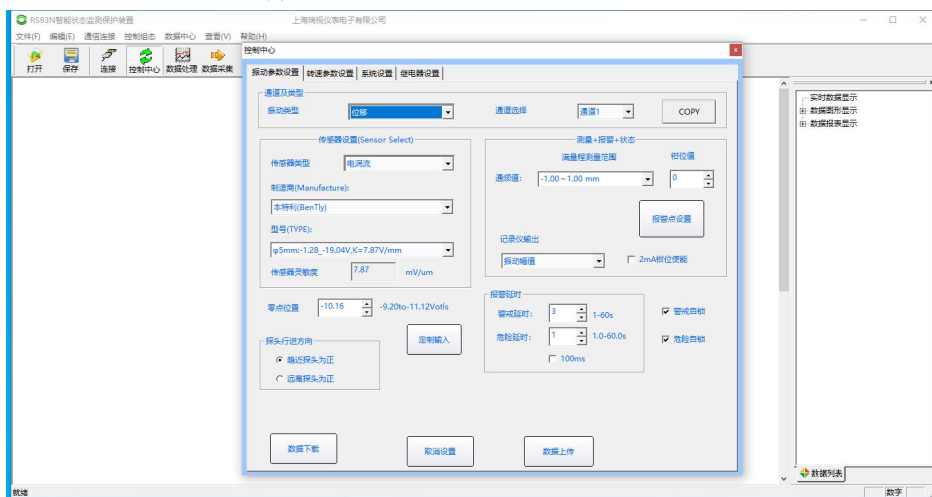 RS93N智能状态监测保护装置 上海瑞视仪表电子有限公司
文件(F) 编辑(E) 通信连接 控制组态 数据中心 查看(V) 帮助(H)
打开 保存 连接 控制中心 数据处理 数据采集
控制中心
振动参数设置 转速参数设置 系统设置 继电器设置
通道及类型
振动类型 位移 通道选择 通道1 COPY
传感器设置(Sensor Select)
传感器类型 电涡流
制造商(Manufacture):
本特利(BenTly)
型号(TYPE):
φ5mm:-1.28_-19.04V,K=7.87V/mm
传感器灵敏度 7.87 mV/um
测量+报警+状态
满量程测量范围 钳位值
通频值: -1.00~1.00 mm 0
报警点设置
记录仪输出
振动幅值 2mA钳位使能
零点位置 -10.16 -9.20to-11.12Votls
定制输入
探头行进方向
趋近探头为正
远离探头为正
报警延时
警戒延时: 3 1-60s 警戒自锁
危险延时: 1 1.0-60.0s 危险自锁
100ms
数据下载 取消设置 数据上传
实时数据显示
数据图形显示
数据报表显示
数据列表
就绪 数字